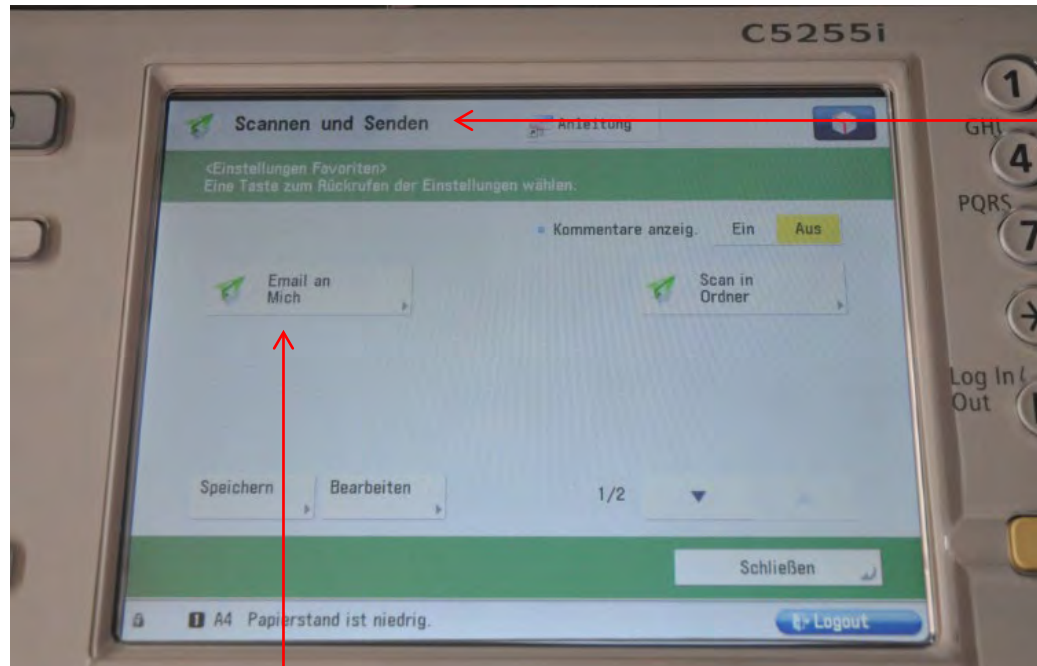 C5255i
Scannen und Senden
Anleitung
<Einstellungen Favoriten>
Eine Taste zum Rückrufen der Einstellungen wählen.
Kommentare anzeig. Ein Aus
Email an
Mich
Scan in
Ordner
Speichern Bearbeiten 1/2
Schließen
1 A4 Papierstand ist niedrig.
Logout
1
GHI
4
PQRS
7
Log In/
Out